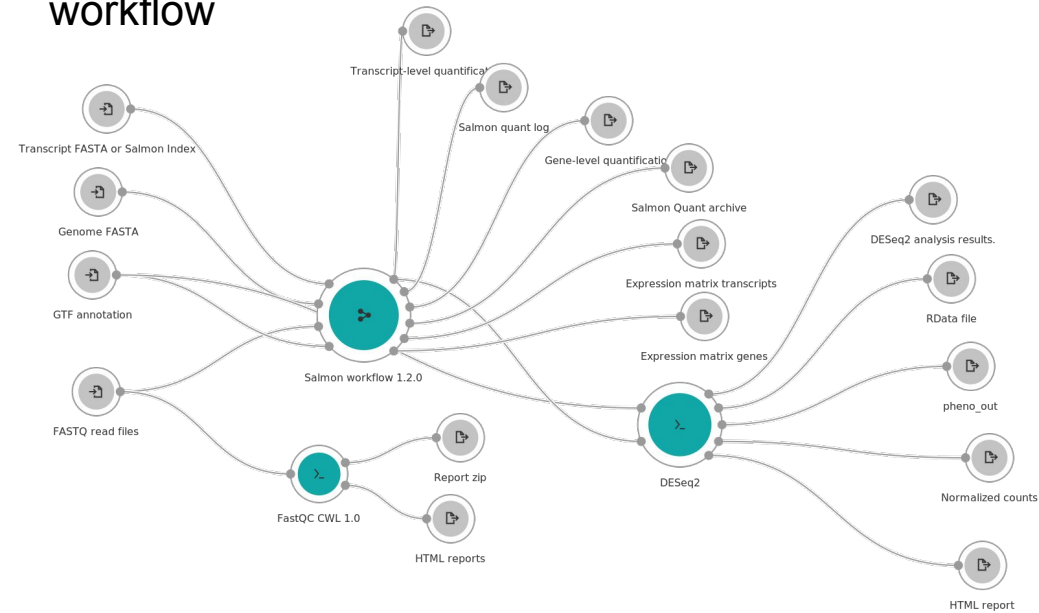 workflow
Transcript-level quantificat
Salmon quant log
Transcript FASTA or Salmon Index
Gene-level quantificatio
Genome FASTA
Salmon Quant archive
DESeq2 analysis results.
Expression matrix transcripts
GTF annotation
RData file
Expression matrix genes
Salmon workflow 1.2.0
pheno_out
FASTQ read files
Report zip
DESeq2
Normalized counts
FastQC CWL 1.0
HTML reports
HTML report